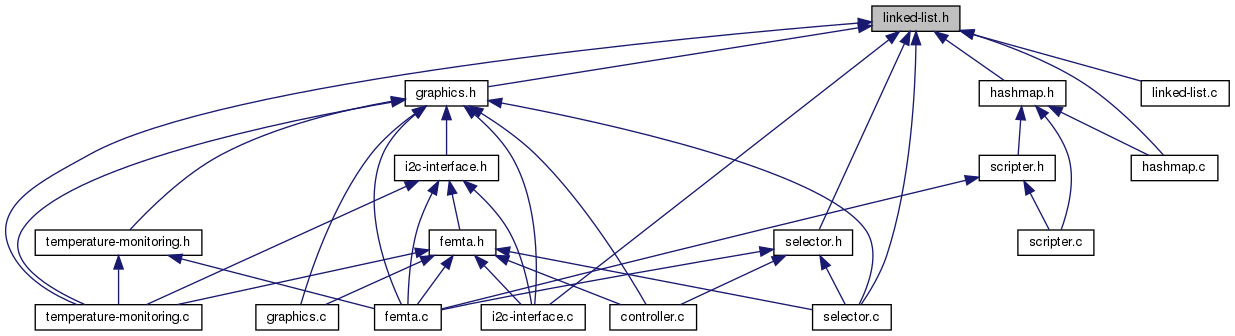 linked-list.h
graphics.h
hashmap.h
linked-list.c
i2c-interface.h
scripter.h
hashmap.c
temperature-monitoring.h
femta.h
selector.h
scripter.c
temperature-monitoring.c
graphics.c
femta.c
i2c-interface.c
controller.c
selector.c